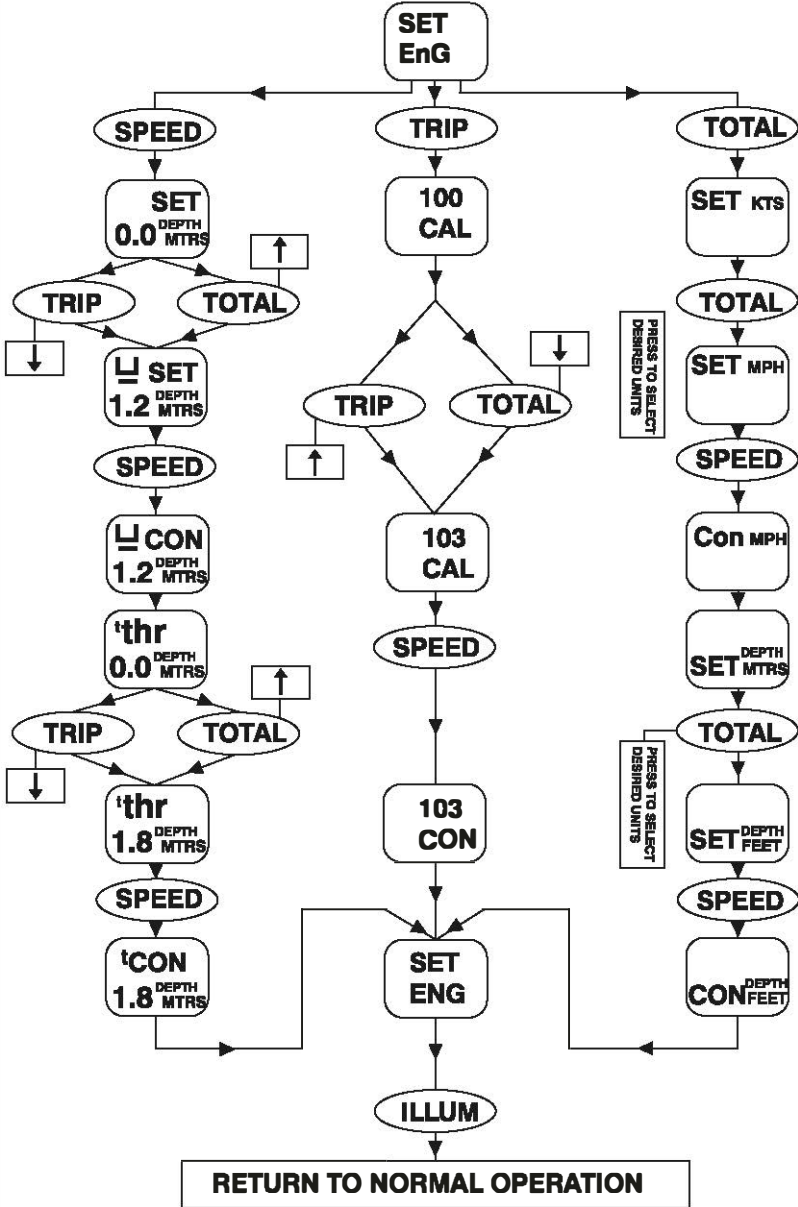 SET
EnG
SPEED
TRIP
TOTAL
SET
0.0 DEPTH MTRS
TRIP
TOTAL
SET
1.2 DEPTH MTRS
SPEED
CON
1.2 DEPTH MTRS
tthr
0.0 DEPTH MTRS
TRIP
TOTAL
tthr
1.8 DEPTH MTRS
SPEED
tCON
1.8 DEPTH MTRS
100
CAL
TRIP
TOTAL
103
CAL
SPEED
103
CON
SET KTS
TOTAL
PRESS TO SELECT
DESIRED UNITS
SET MPH
SPEED
Con MPH
SET DEPTH MTRS
TOTAL
PRESS TO SELECT
DESIRED UNITS
SET DEPTH FEET
SPEED
CON DEPTH FEET
SET
ENG
ILLUM
RETURN TO NORMAL OPERATION